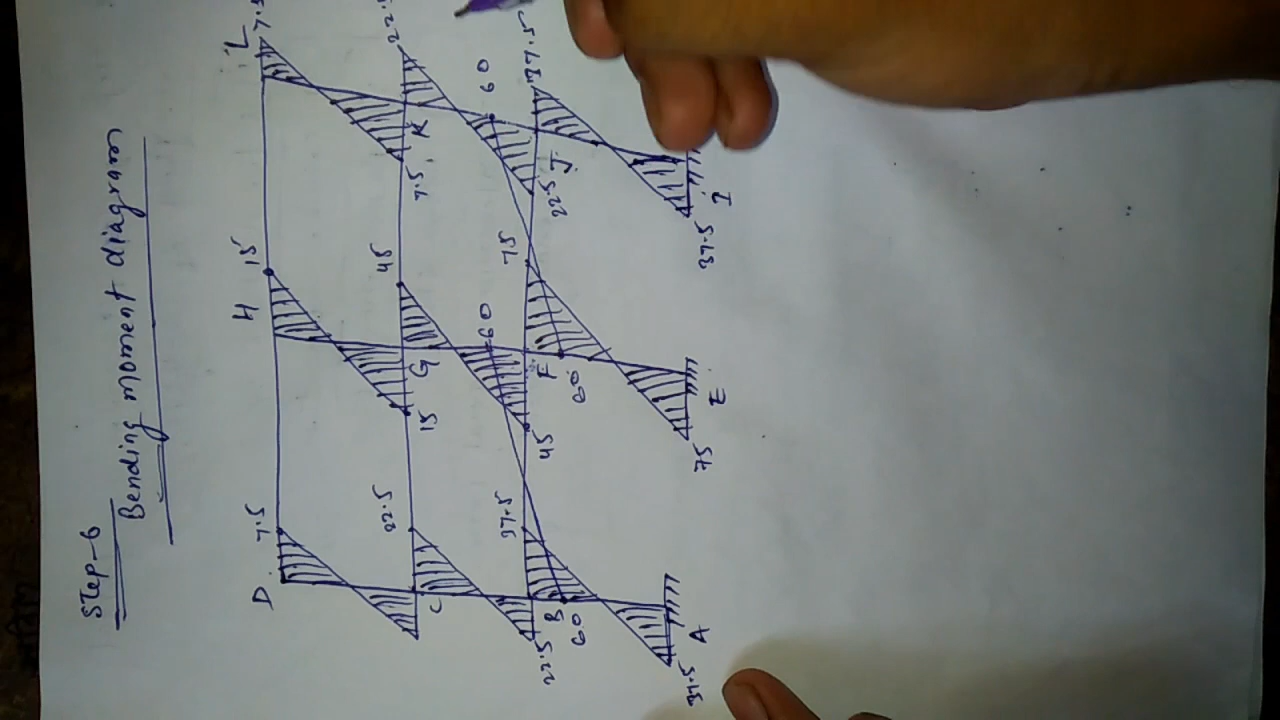 Step-6
Bending moment diagram
D 7.5 H 15 L 7.5
22.5 45 22.
C 15 G 7.5 K
60 60
37.5 75 37.5
22.5 B 45 F 22.5 J
60 60
37.5 A 75 E 37.5 I